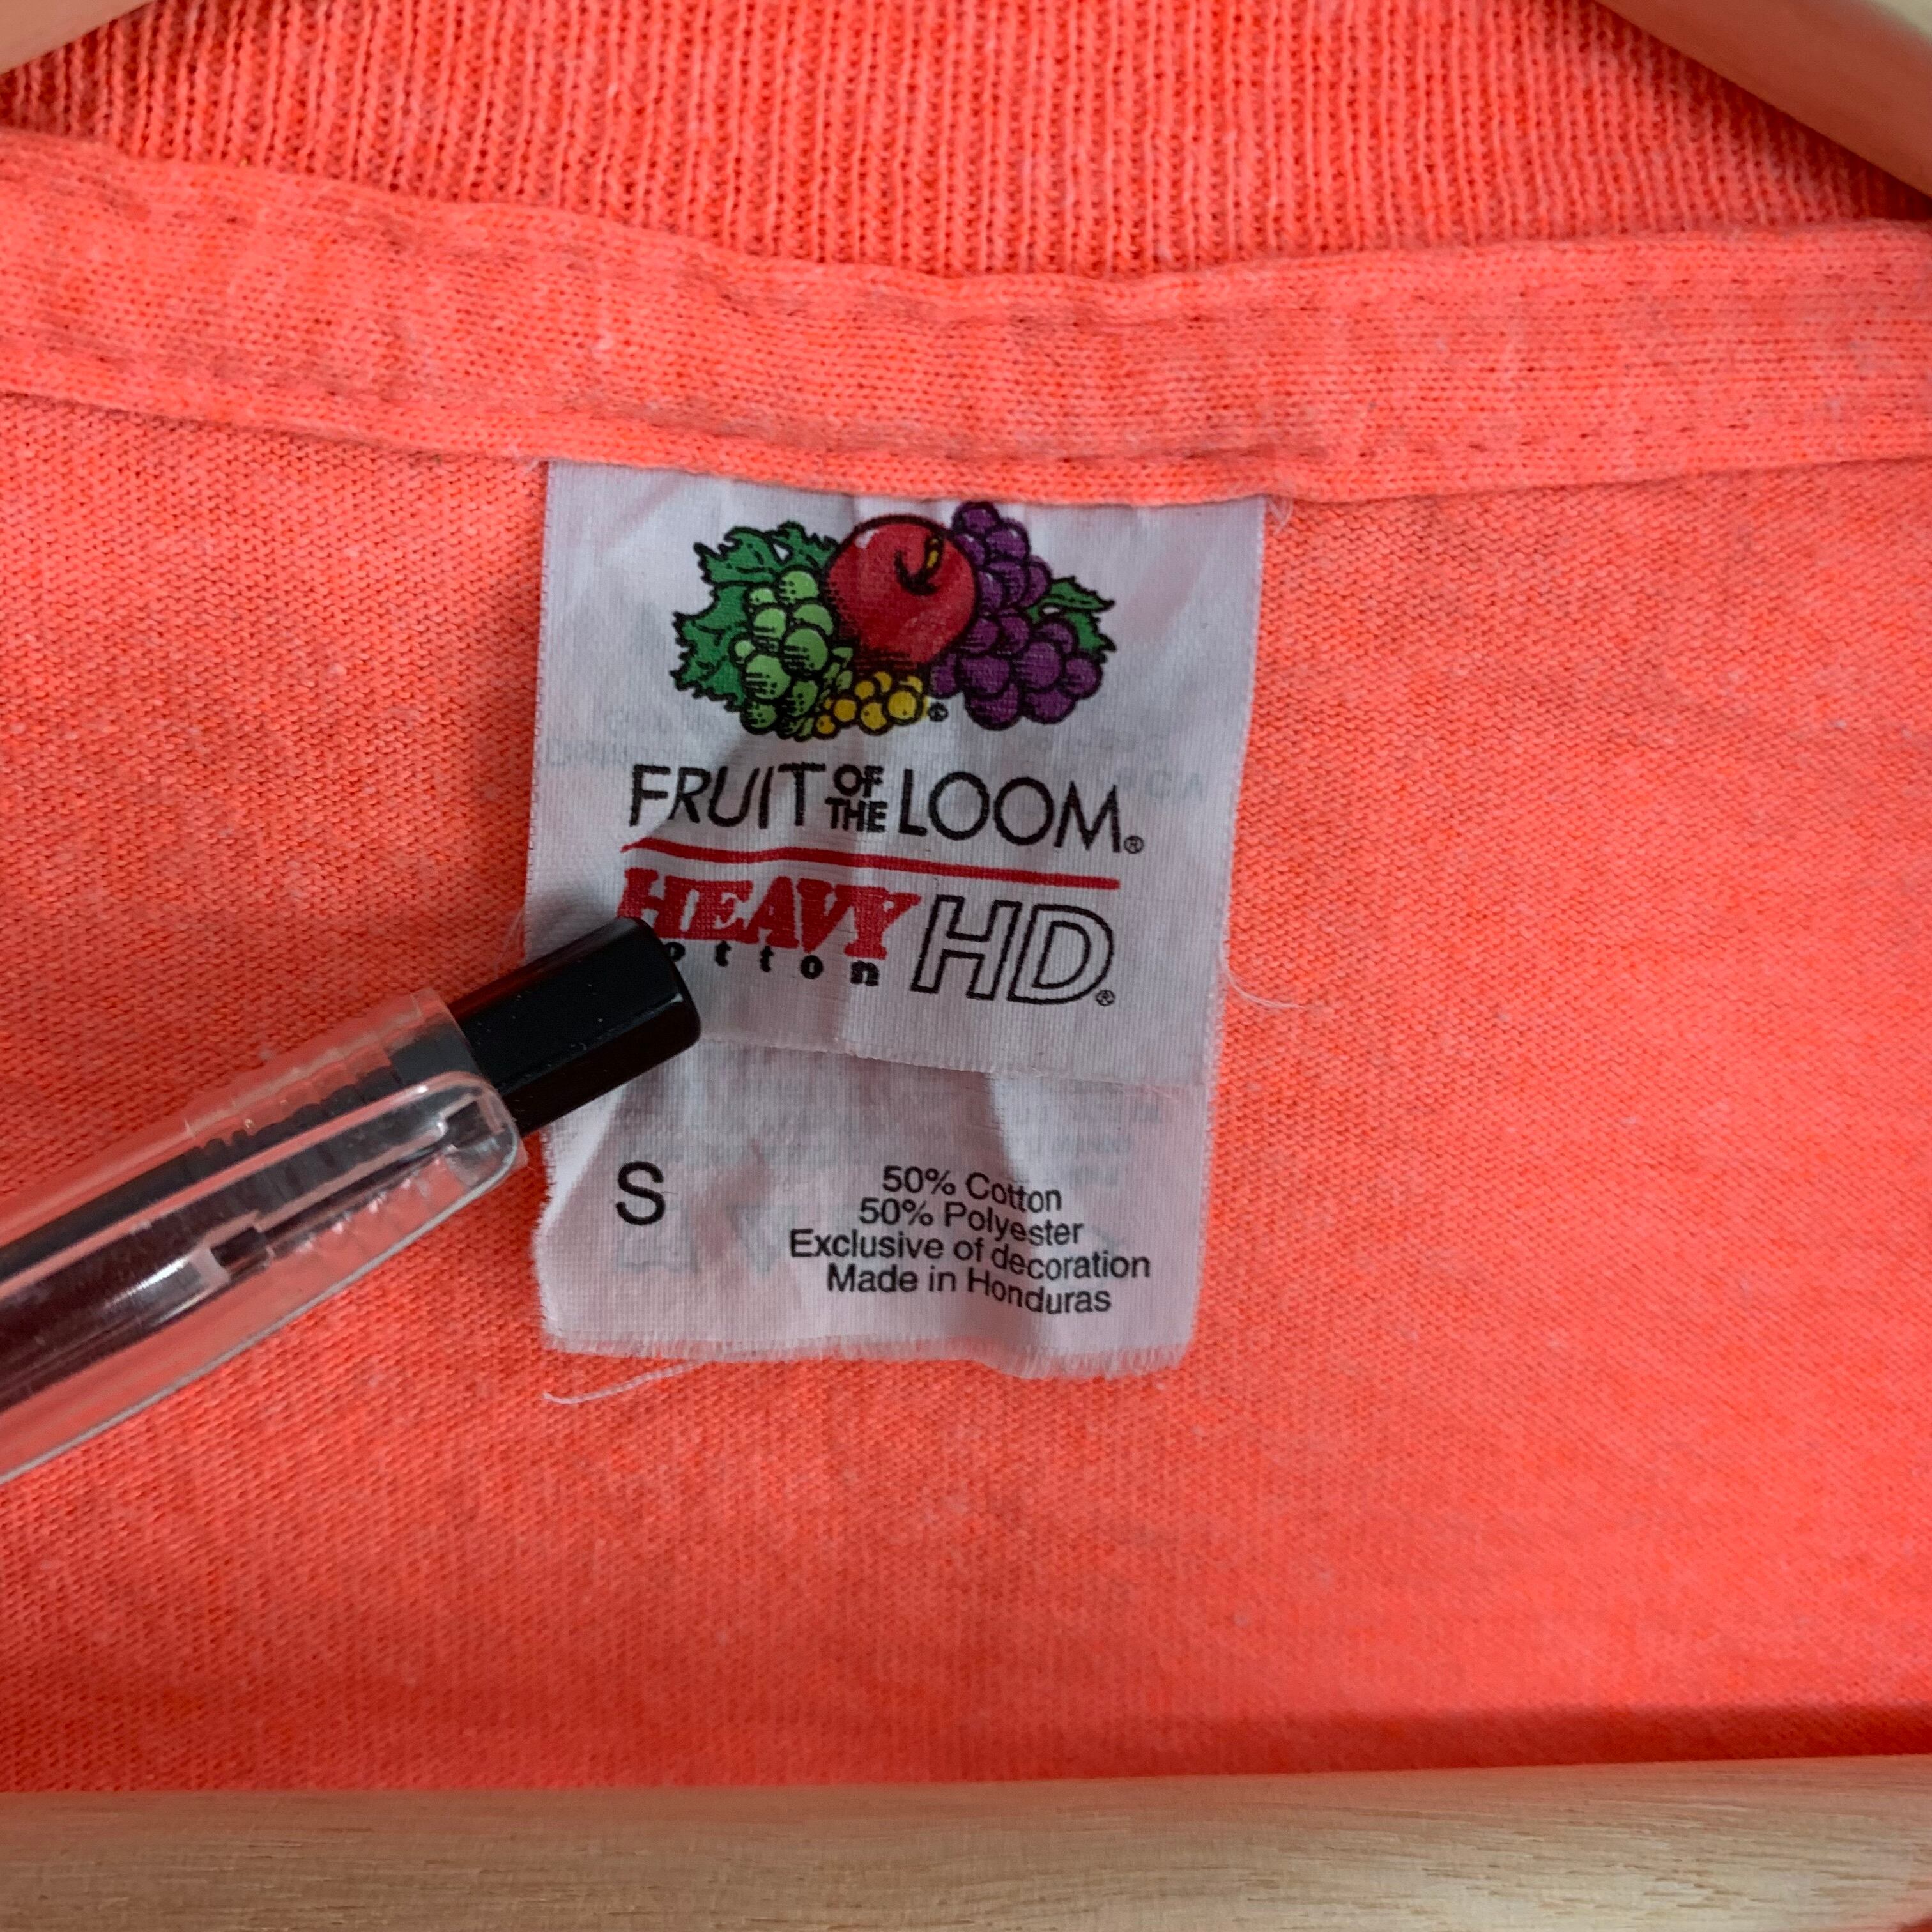 FRUIT OF THE LOOM®
HEAVY HD®
otton
S
50% Cotton
50% Polyester
Exclusive of decoration
Made in Honduras